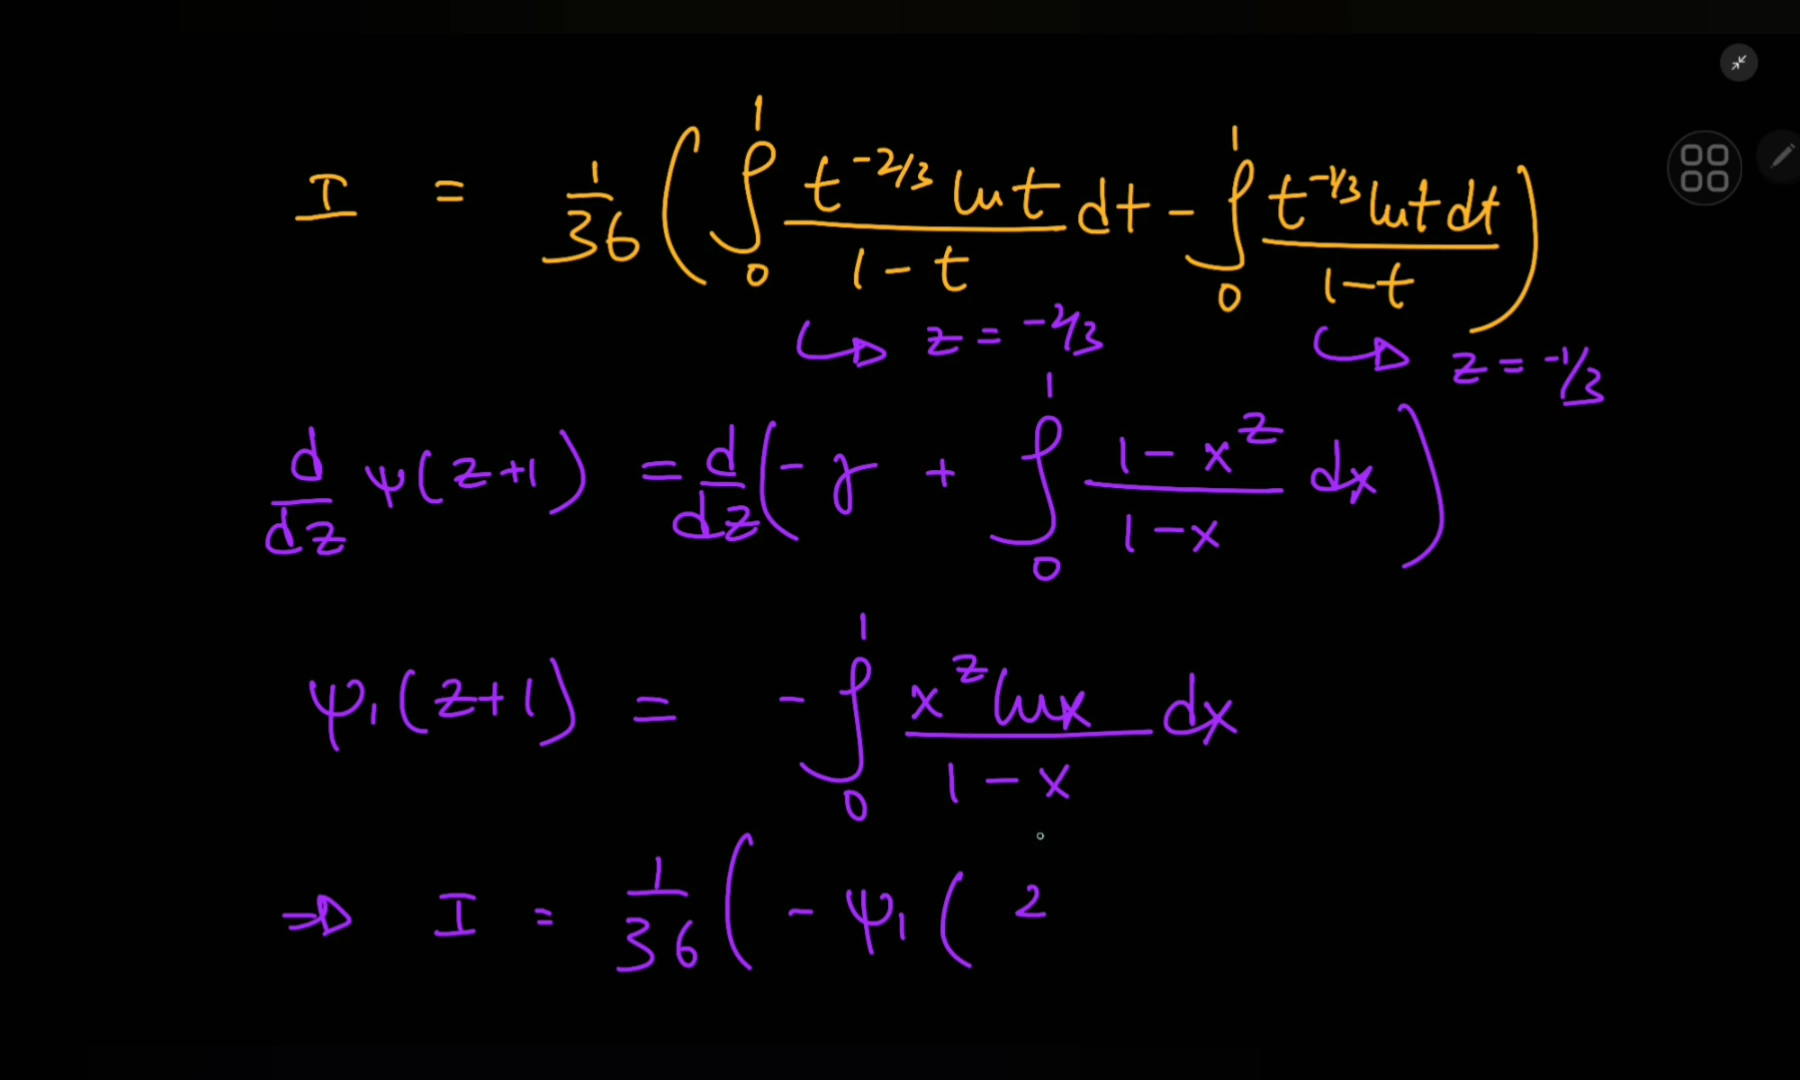 I = 1/36 ( ∫₀¹ t^(-2/3) ln t / (1-t) dt - ∫₀¹ t^(-1/3) ln t dt / (1-t) )
↳ z = -2/3 ↳ z = -1/3
d/dz ψ(z+1) = d/dz ( -γ + ∫₀¹ (1-x^z)/(1-x) dx )
ψ₁(z+1) = - ∫₀¹ x^z ln x / (1-x) dx
⇒ I = 1/36 ( - ψ₁ ( 2